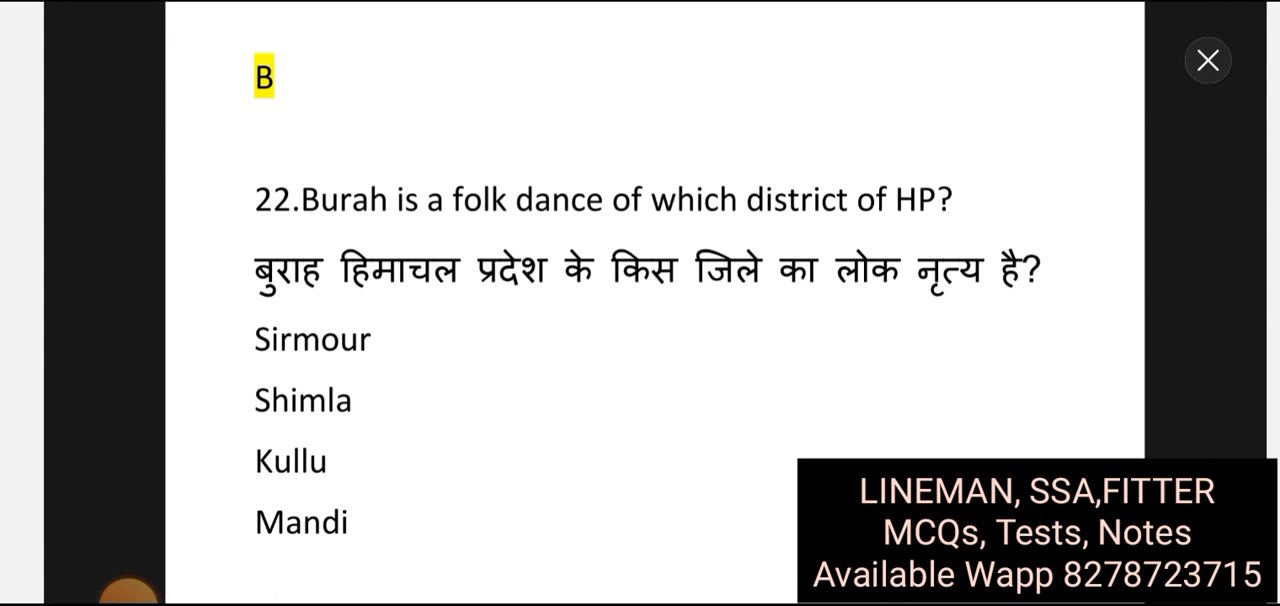 B
22.Burah is a folk dance of which district of HP?
बुराह हिमाचल प्रदेश के किस जिले का लोक नृत्य है?
Sirmour
Shimla
Kullu
Mandi
LINEMAN, SSA,FITTER
MCQs, Tests, Notes
Available Wapp 8278723715